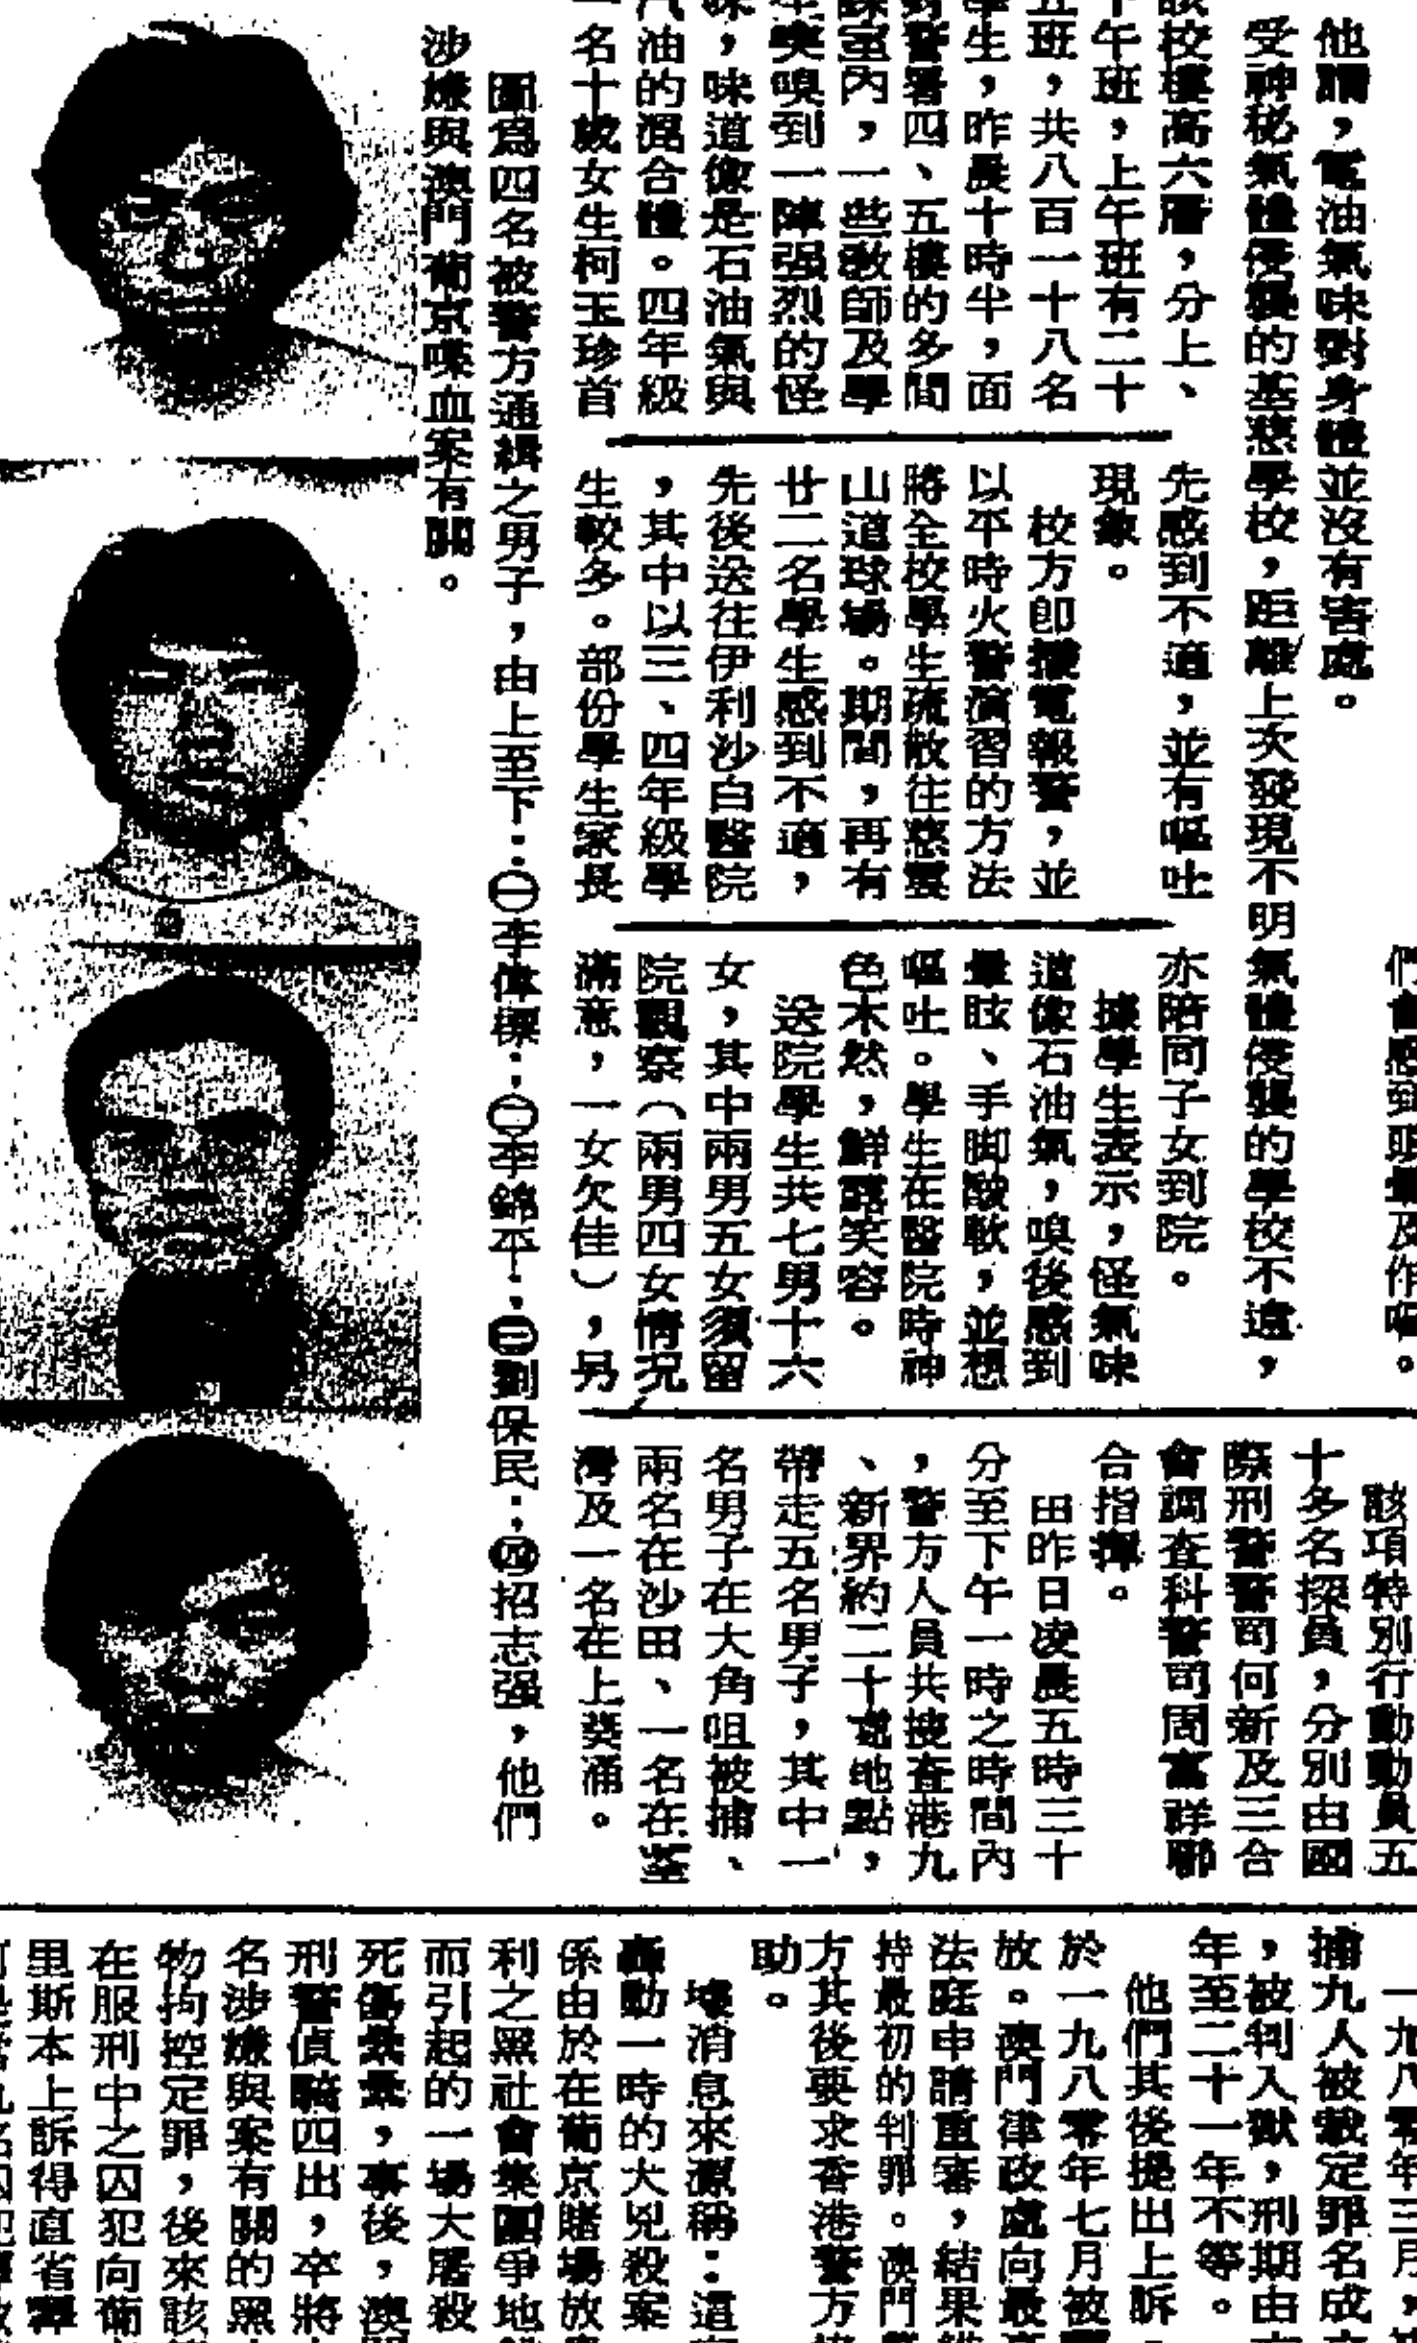 他謂，電油氣味對身體並沒有害處。
受神秘氣體侵襲的基慈學校，距離上次發現不明氣體侵襲的學校不遠，
該校樓高六層，分上、
下午班，上午班有二十
五班，共八百一十八名
學生，昨晨十時半，面
對警署四、五樓的多間
課室內，一些教師及學
生突嗅到一陣强烈的怪
味，味道像是石油氣與
汽油的混合體。四年級
一名十歲女生柯玉珍首
先感到不適，並有嘔吐
現象。
校方即撥電報警，並
以平時火警演習的方法
將全校學生疏散往慈雲
山道球場。期間，再有
廿二名學生感到不適，
先後送往伊利沙白醫院
，其中以三、四年級學
生較多。部份學生家長
亦陪同子女到院。
據學生表示，怪氣味
道像石油氣，嗅後感到
暈眩、手脚酸軟，並想
嘔吐。學生在醫院時神
色木然，鮮露笑容。
送院學生共七男十六
女，其中兩男五女須留
院觀察（兩男四女情况
滿意，一女欠佳），另
們會感到頭暈及作嘔。
圖爲四名被警方通緝之男子，由上至下：㊀李偉 ：㊁李錦平：㊂劉保民；㊃招志强，他們
涉嫌與澳門葡京喋血案有關。
該項特別行動動員五
十多名探員，分別由國
際刑警警司何新及三合
會調查科警司周富祥聯
合指揮。
由昨日凌晨五時三十
分至下午一時之時間內
，警方人員共搜查港九
、新界約二十處地點，
帶走五名男子，其中一
名男子在大角咀被捕、
兩名在沙田、一名在荃
灣及一名在上葵涌。
一九八零年三月，
捕九人被裁定罪名成
，被判入獄，刑期由
年至二十一年不等。
他們其後提出上訴，
於一九八零年七月被
放。澳門律政處向最
法庭申請重審，結果
持最初的判罪。澳門
方其後要求香港警方
助。
據消息來源稱：這
轟動一時的大兇殺案
係由於在葡京賭場放
利之黑社會集團爭地
而引起的一場大屠殺
死傷纍纍，事後，澳
刑警偵騎四出，卒將
名涉嫌與案有關的黑
物拘控定罪，後來該
在服刑中之囚犯向葡
里斯本上訴得直省釋